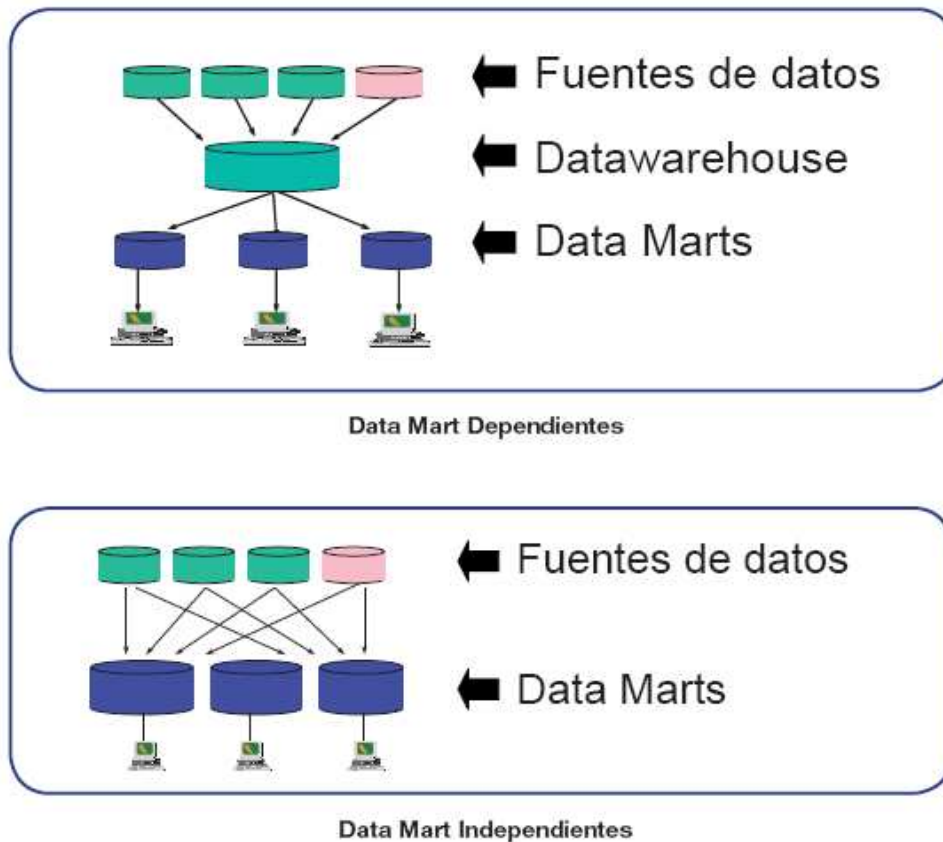 Fuentes de datos
Datawarehouse
Data Marts
Data Mart Dependientes
Fuentes de datos
Data Marts
Data Mart Independientes